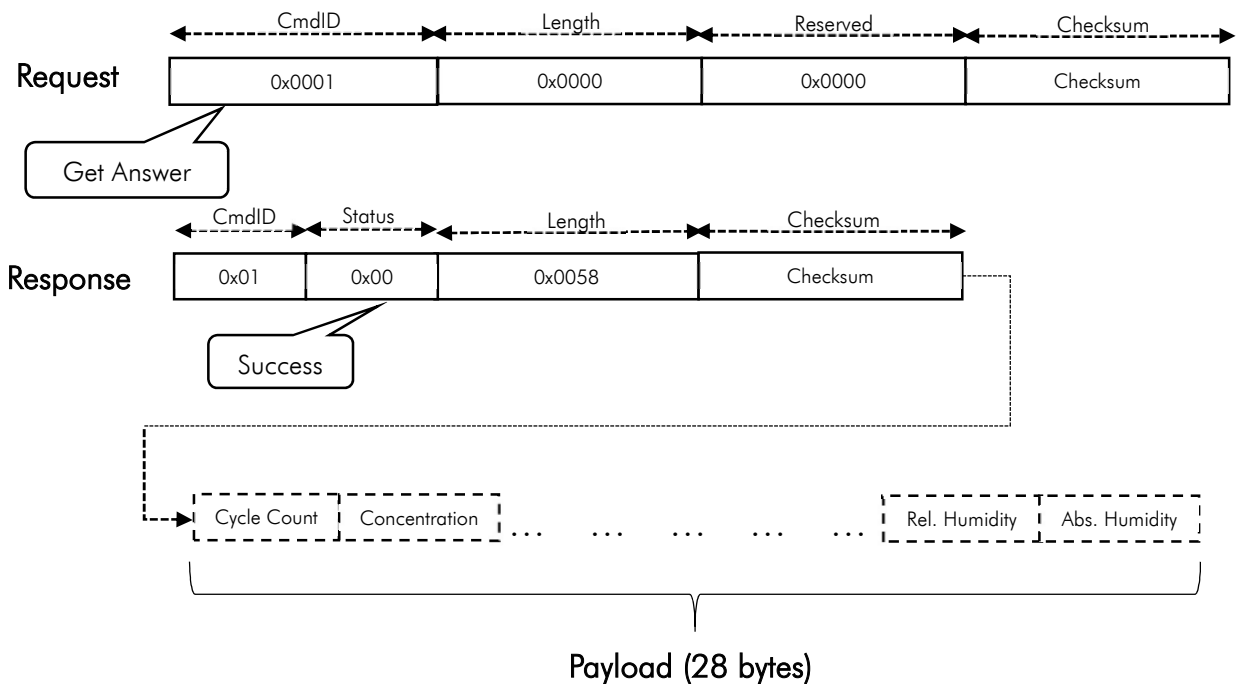 CmdID Length Reserved Checksum
Request 0x0001 0x0000 0x0000 Checksum
Get Answer
CmdID Status Length Checksum
Response 0x01 0x00 0x0058 Checksum
Success
Cycle Count Concentration ... ... ... ... ... Rel. Humidity Abs. Humidity
Payload (28 bytes)